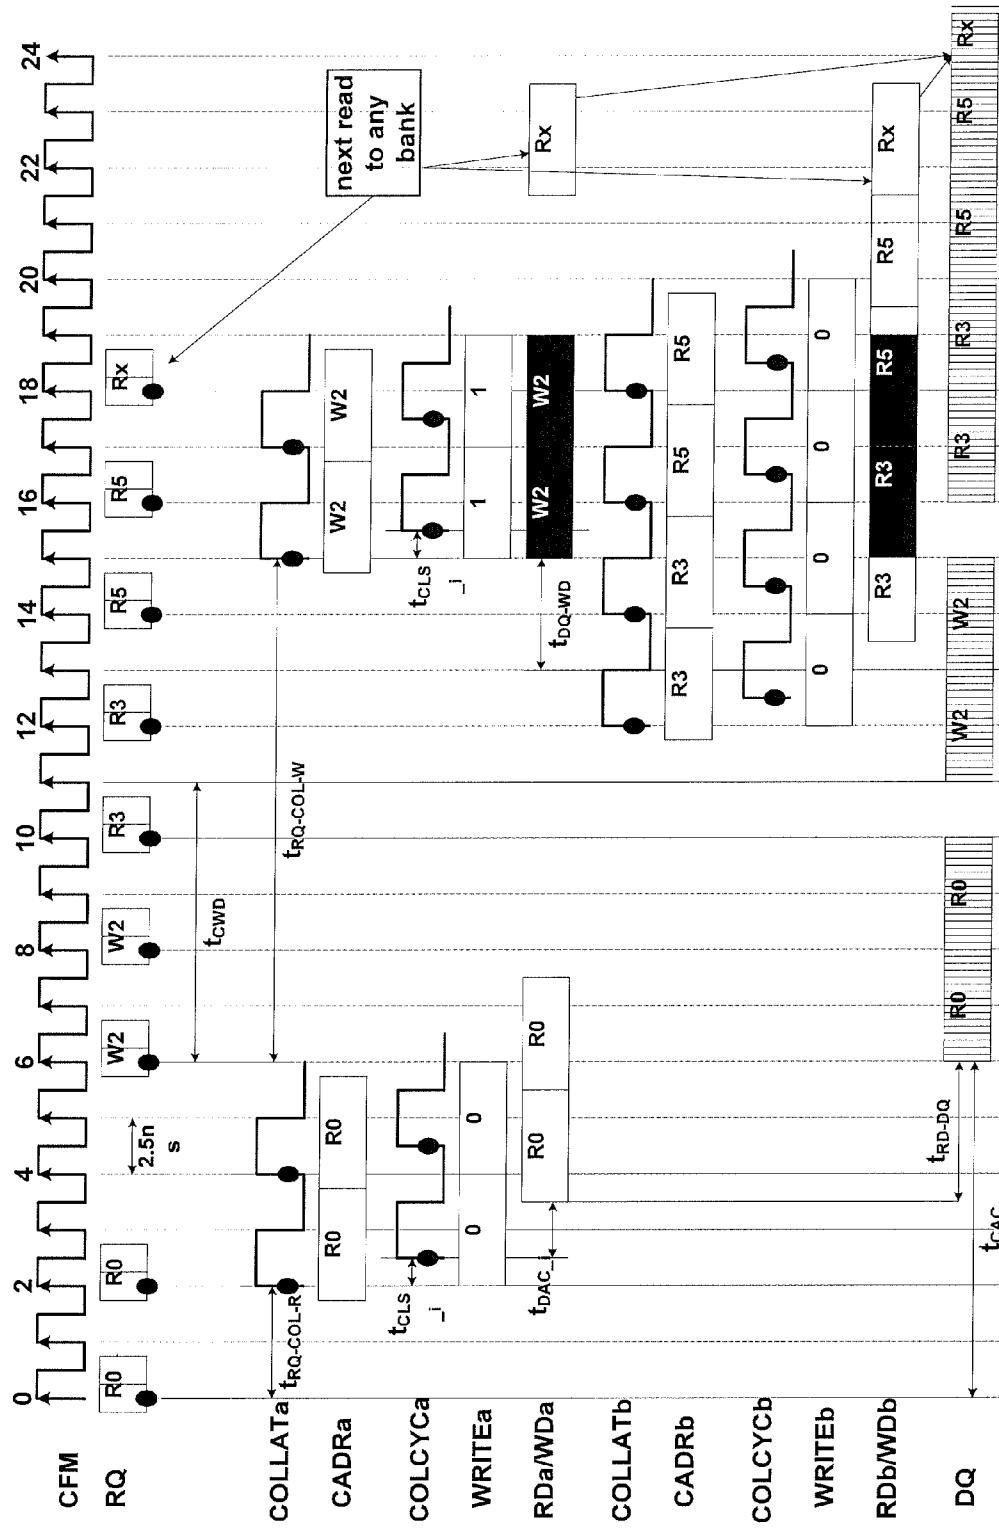 CFM 0 2 4 6 8 10 12 14 16 18 20 22 24
RQ R0 R0 W2 W2 R3 R3 R5 R5 Rx
2.5n
s
tCWD
next read
to any
bank
tRQ-COL-R
tRQ-COL-W
COLLATa
CADRa R0 R0 W2 W2
COLCYCa
tCLS
_i
tCLS
_i
WRITEa 0 0 1 1
RDa/WDa R0 R0 W2 W2 Rx
tDAC_i
tDQ-WD
COLLATb
CADRb R3 R3 R5 R5
COLCYCb
WRITEb 0 0 0 0
RDb/WDb R3 R3 R5 R5 Rx
tRD-DQ
DQ R0 R0 W2 W2 R3 R3 R5 R5 Rx
tCAC